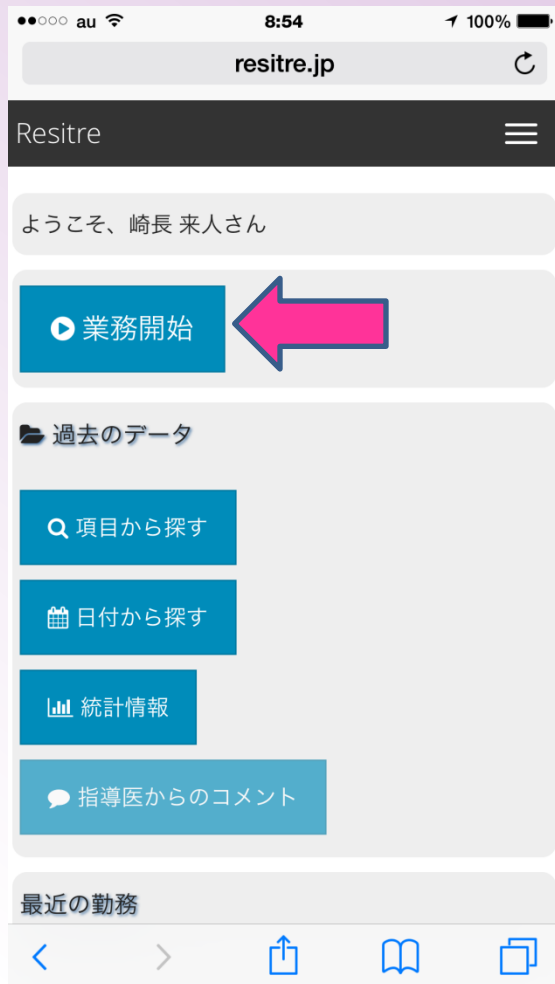 au 8:54 100%
resitre.jp
Resitre
ようこそ、崎長 来人さん
業務開始
過去のデータ
項目から探す
日付から探す
統計情報
指導医からのコメント
最近の勤務